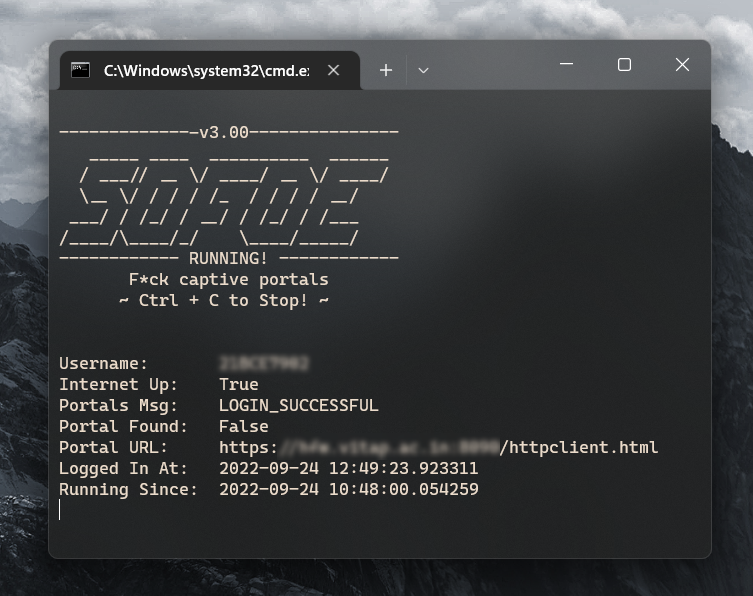 C:\Windows\system32\cmd.e
-v3.00-
SOFOE
RUNNING!
F*ck captive portals
~ Ctrl + C to Stop! ~
Username:
Internet Up: True
Portals Msg: LOGIN_SUCCESSFUL
Portal Found: False
Portal URL: https: /httpclient.html
Logged In At: 2022-09-24 12:49:23.923311
Running Since: 2022-09-24 10:48:00.054259